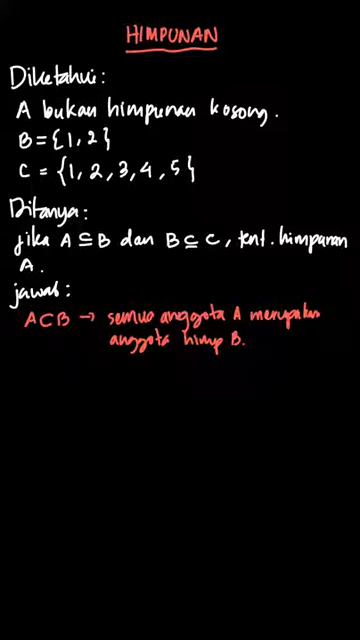 HIMPUNAN
Diketahui:
A bukan himpunan kosong.
B = {1, 2}
C = {1, 2, 3, 4, 5}
Ditanya:
jika A ⊆ B dan B ⊆ C, tent. himpunan
A.
jawab:
A ⊂ B → semua anggota A merupakan
anggota himp B.